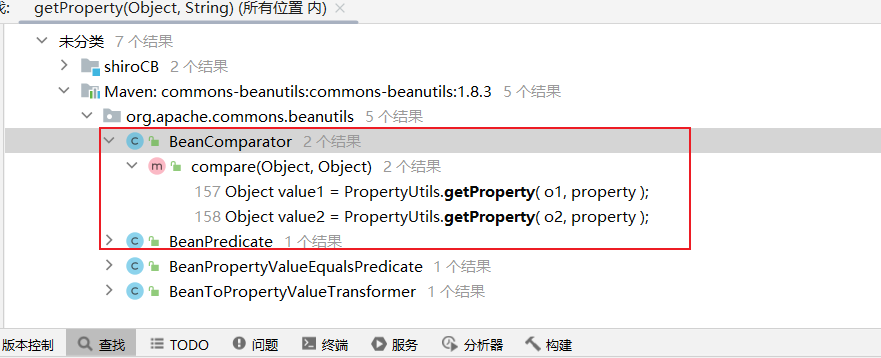 getProperty(Object, String) (所有位置 内)
未分类 7 个结果
shiroCB 2 个结果
Maven: commons-beanutils:commons-beanutils:1.8.3 5 个结果
org.apache.commons.beanutils 5 个结果
BeanComparator 2 个结果
compare(Object, Object) 2 个结果
157 Object value1 = PropertyUtils.getProperty( o1, property );
158 Object value2 = PropertyUtils.getProperty( o2, property );
BeanPredicate 1 个结果
BeanPropertyValueEqualsPredicate 1 个结果
BeanToPropertyValueTransformer 1 个结果
版本控制 查找 TODO 问题 终端 服务 分析器 构建